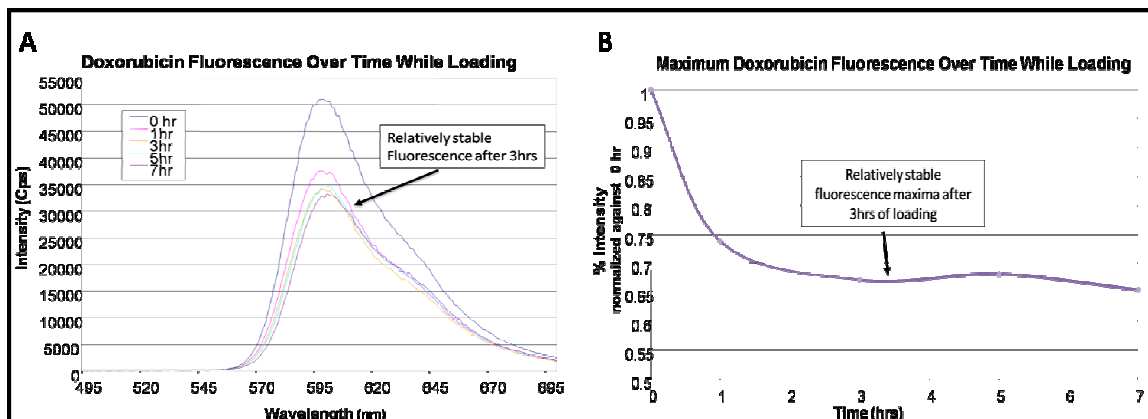 A
Doxorubicin Fluorescence Over Time While Loading
55000
50000
45000
40000
35000
30000
25000
20000
15000
10000
5000
0
Intensity (Cps)
0 hr
1hr
3hr
5hr
7hr
Relatively stable
Fluorescence after 3hrs
495
520
545
570
595
620
645
670
695
Wavelength (nm)
B
Maximum Doxorubicin Fluorescence Over Time While Loading
1
0.95
0.9
0.85
0.8
0.75
0.7
0.65
0.6
0.55
0.5
% Intensity
normalized against 0 hr
Relatively stable
fluorescence maxima after
3hrs of loading
0
1
2
3
4
5
6
7
Time (hrs)